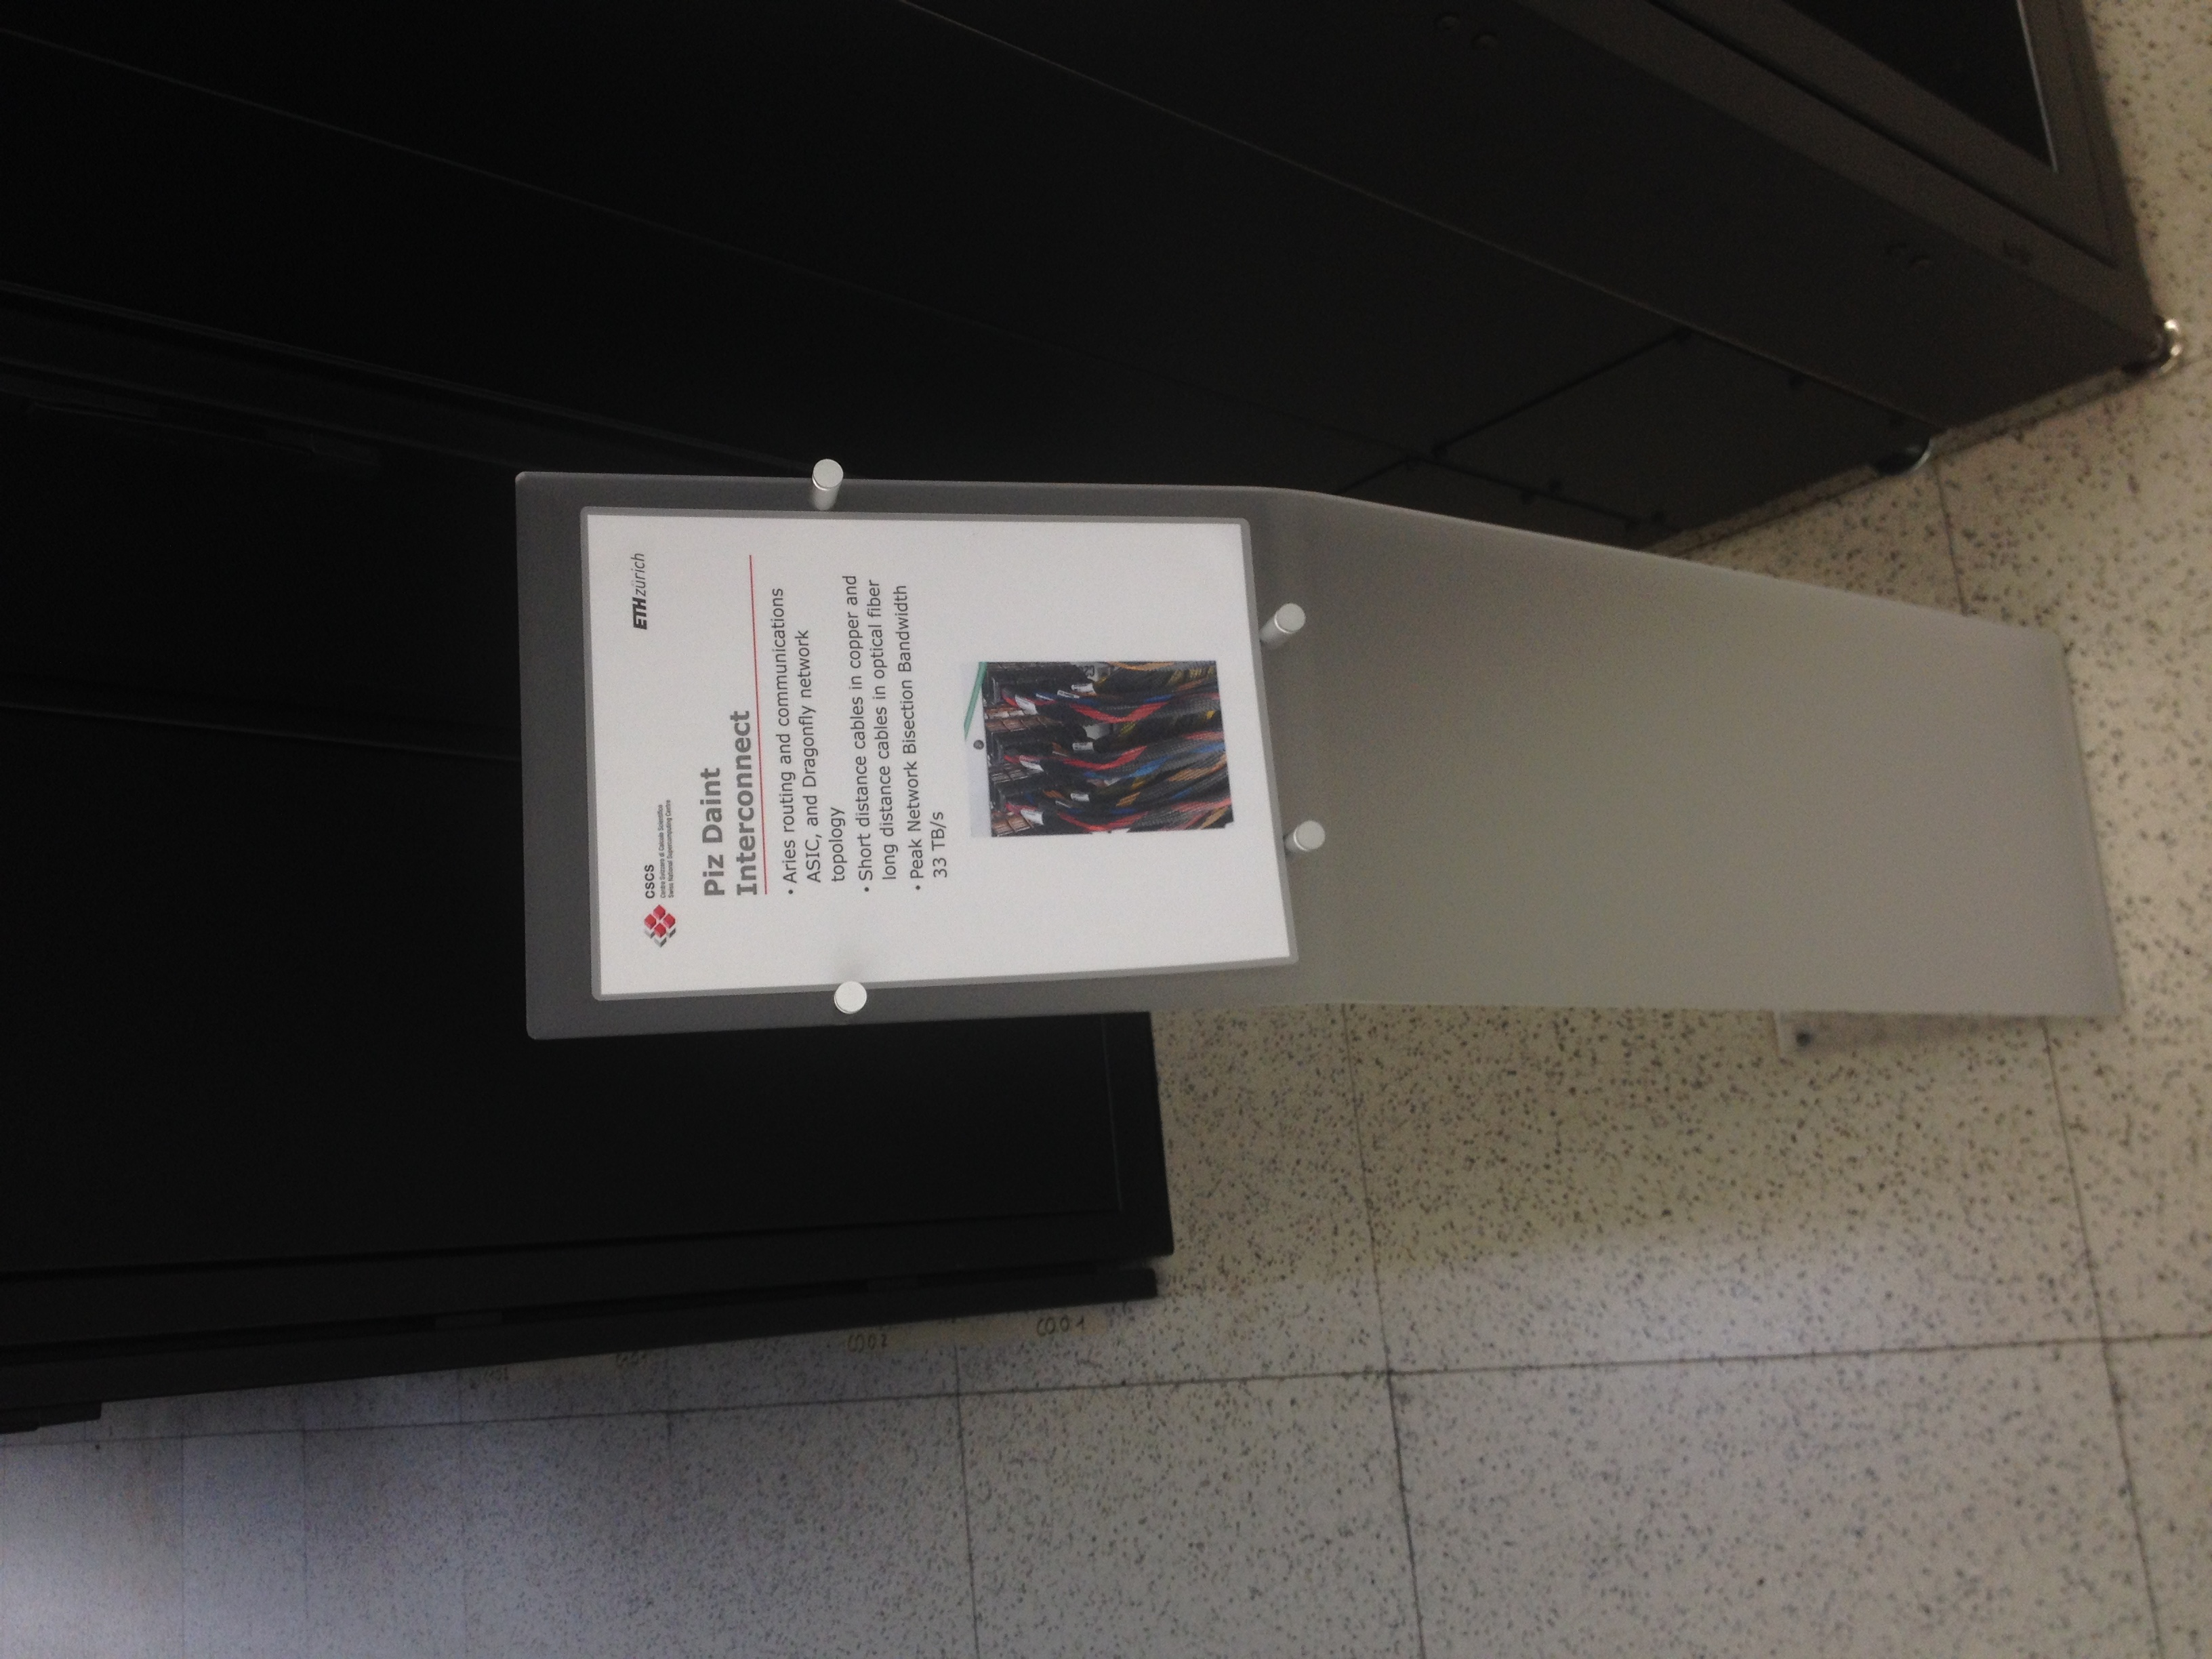 CSCS
Centro Svizzero di Calcolo Scientifico
Swiss National Supercomputing Centre
ETH zürich
Piz Daint
Interconnect
• Aries routing and communications
ASIC, and Dragonfly network
topology
• Short distance cables in copper and
long distance cables in optical fiber
• Peak Network Bisection Bandwidth
33 TB/s